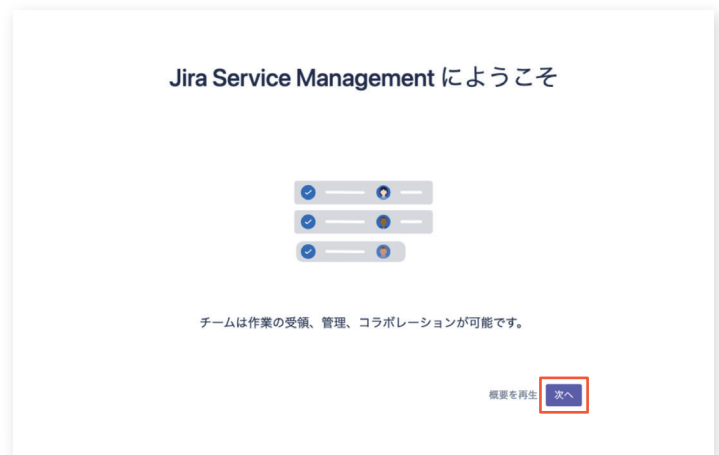 Jira Service Management にようこそ
チームは作業の受領、管理、コラボレーションが可能です。
概要を再生 次へ